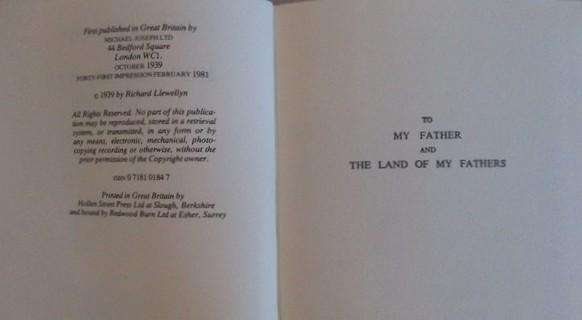 First published in Great Britain by
MICHAEL JOSEPH LTD
44 Bedford Square
London WC1.
OCTOBER 1939
FORTY-FIRST IMPRESSION FEBRUARY 1981
© 1939 by Richard Llewellyn
All Rights Reserved. No part of this publica-
tion may be reproduced, stored in a retrieval
system, or transmitted, in any form or by
any means, electronic, mechanical, photo-
copying recording or otherwise, without the
prior permission of the Copyright owner.
ISBN 0 7181 0184 7
Printed in Great Britain by
Hollen Street Press Ltd at Slough, Berkshire
and bound by Redwood Burn Ltd at Esher, Surrey
TO
MY FATHER
AND
THE LAND OF MY FATHERS